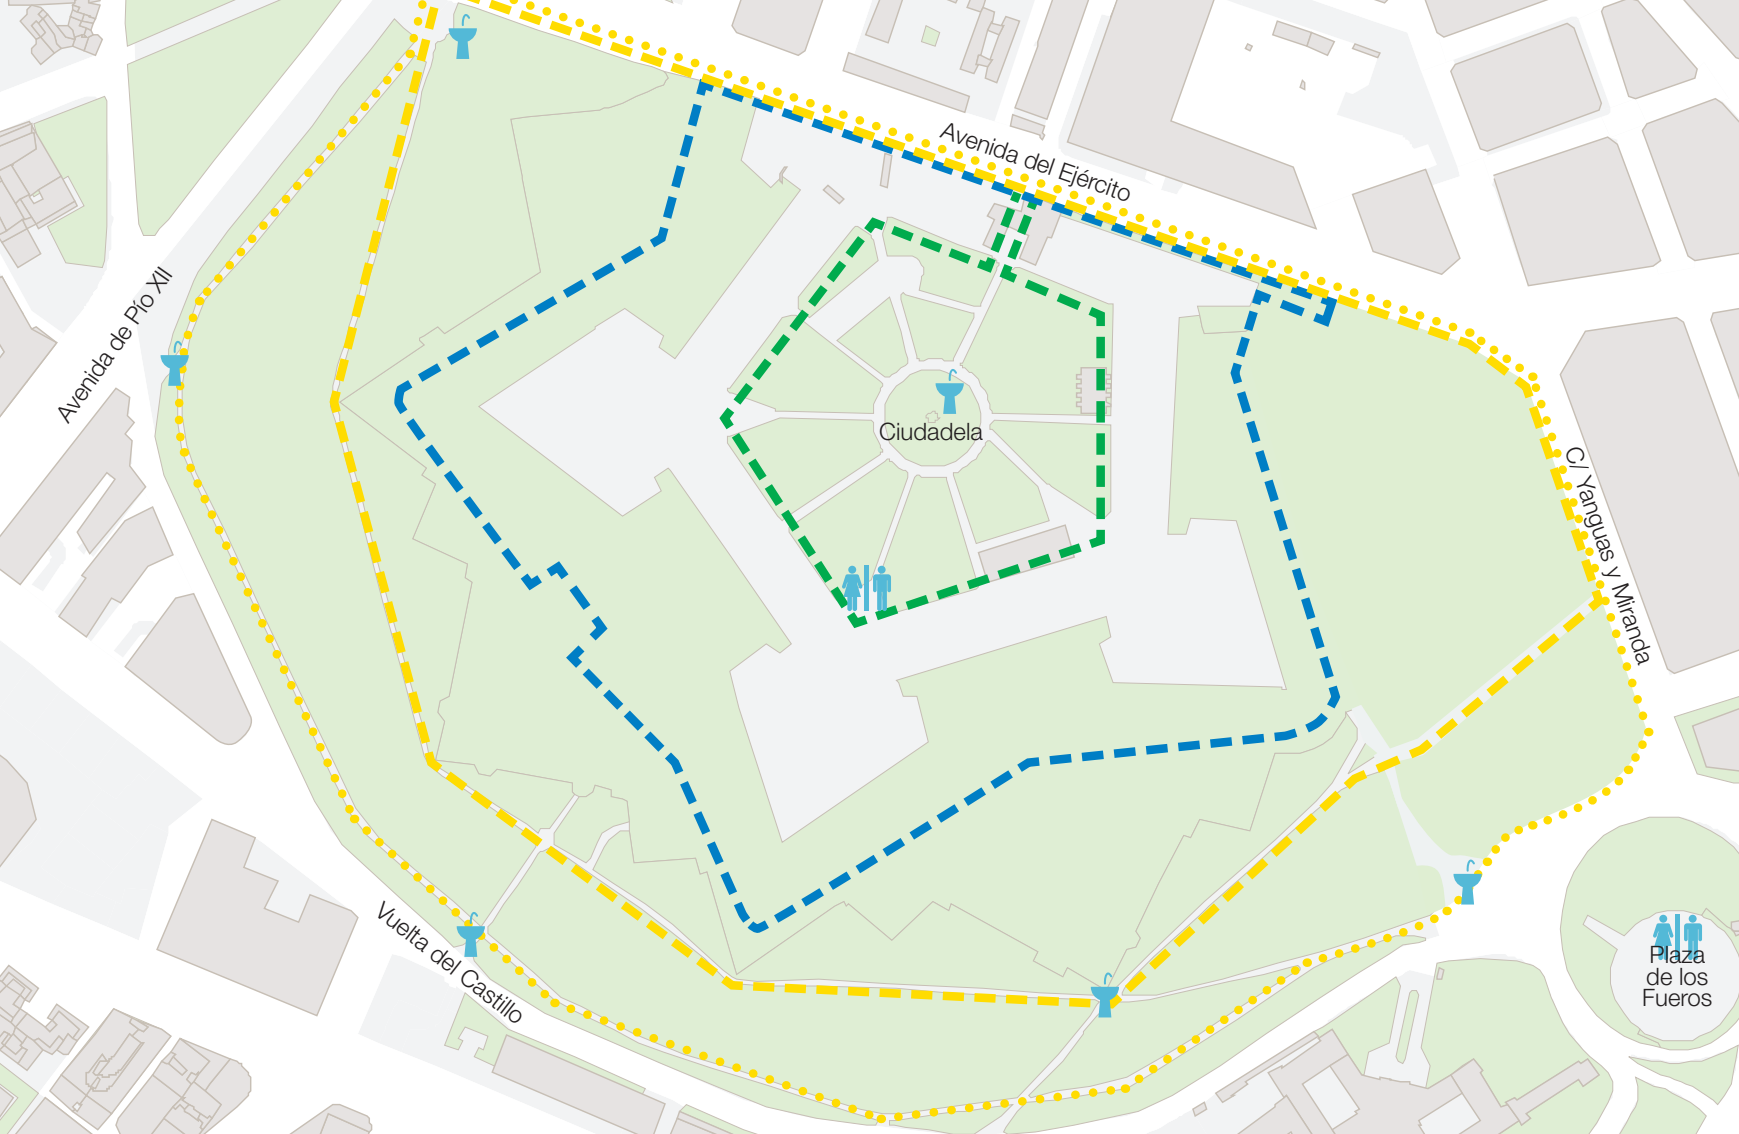 Avenida del Ejército
Avenida de Pío XII
Ciudadela
C/ Yanguas y Miranda
Vuelta del Castillo
Plaza
de los
Fueros